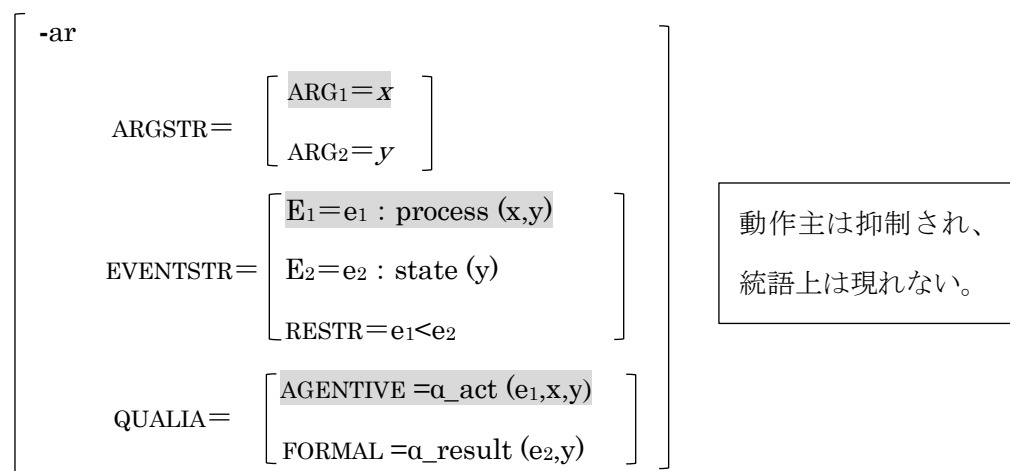 -ar
ARGSTR=
ARG1=x
ARG2=y
EVENTSTR=
E1=e1 : process (x,y)
E2=e2 : state (y)
RESTR=e1<e2
動作主は抑制され、
統語上は現れない。
QUALIA=
AGENTIVE =α_act (e1,x,y)
FORMAL =α_result (e2,y)